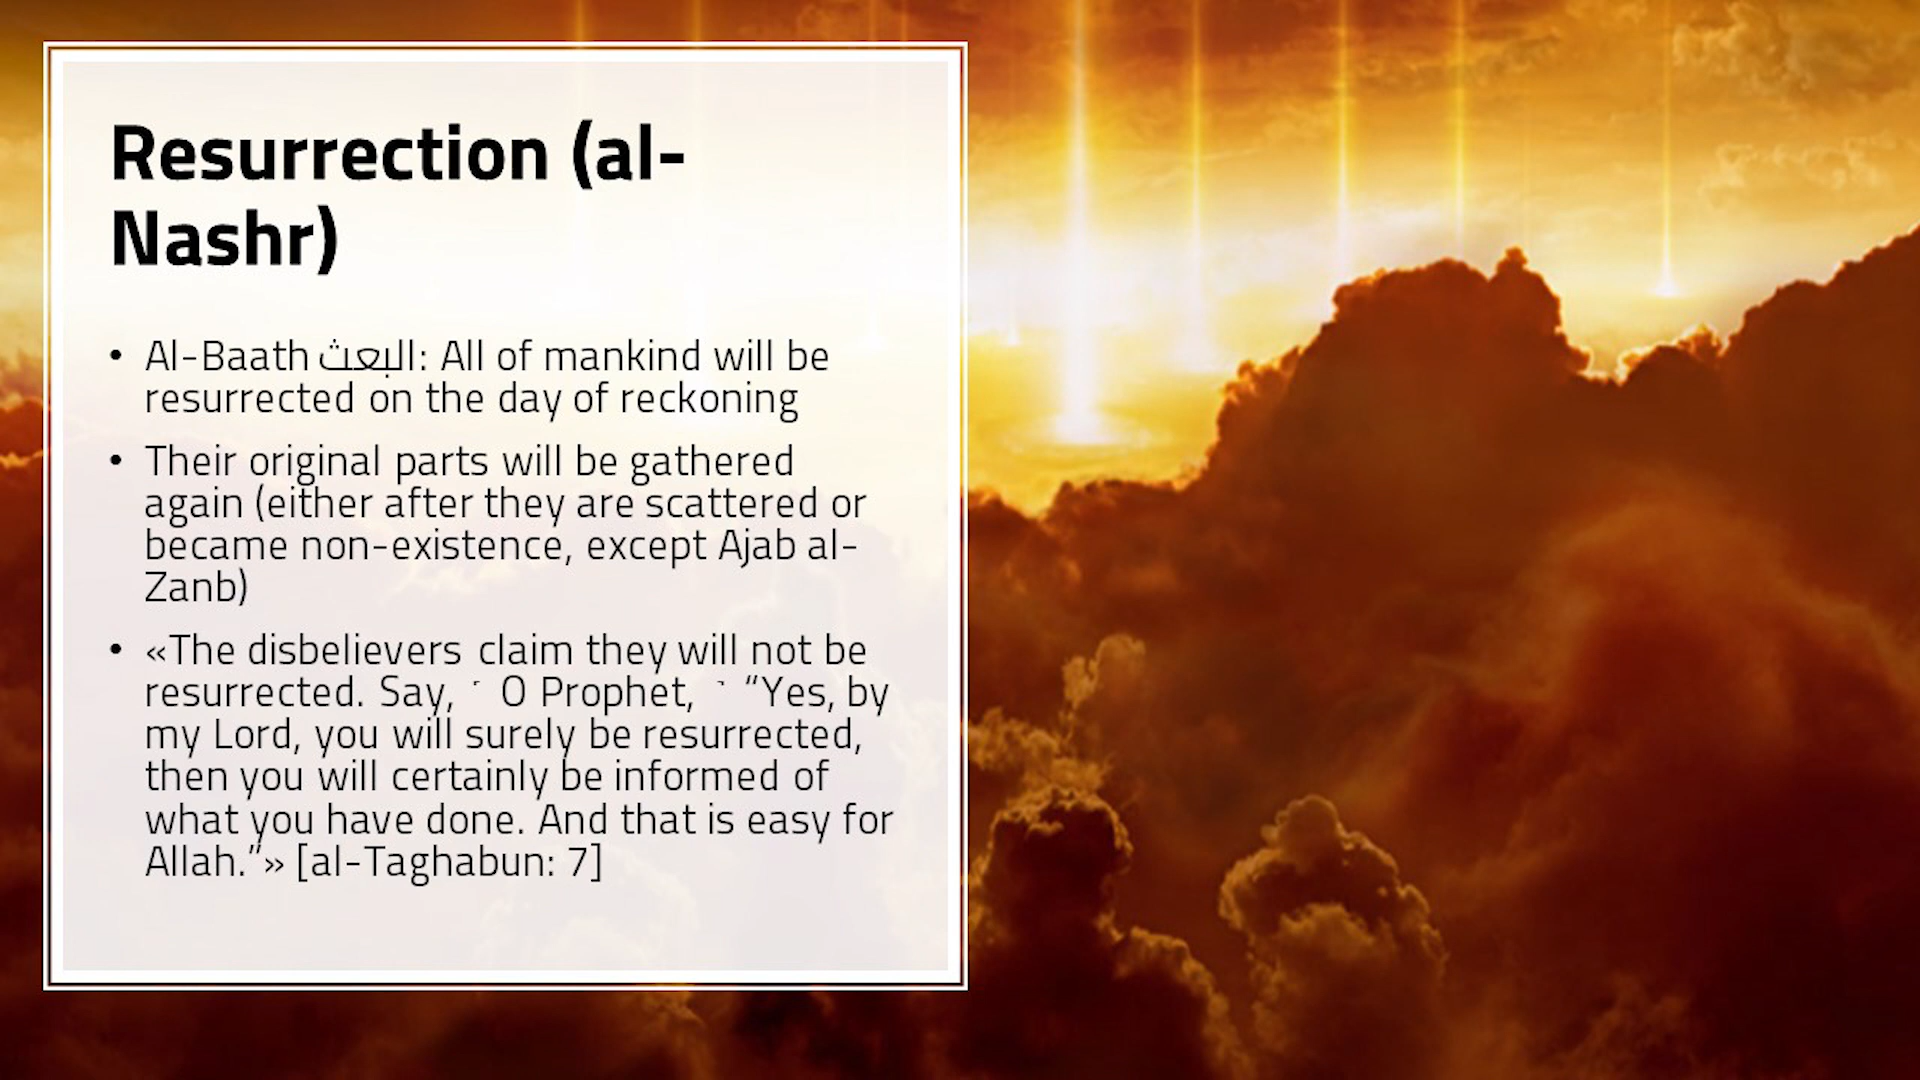 Resurrection (al-
Nashr)
• Al-Baath البعث: All of mankind will be
resurrected on the day of reckoning
• Their original parts will be gathered
again (either after they are scattered or
became non-existence, except Ajab al-
Zanb)
• «The disbelievers claim they will not be
resurrected. Say, ˹ O Prophet, ˺ “Yes, by
my Lord, you will surely be resurrected,
then you will certainly be informed of
what you have done. And that is easy for
Allah.”» [al-Taghabun: 7]